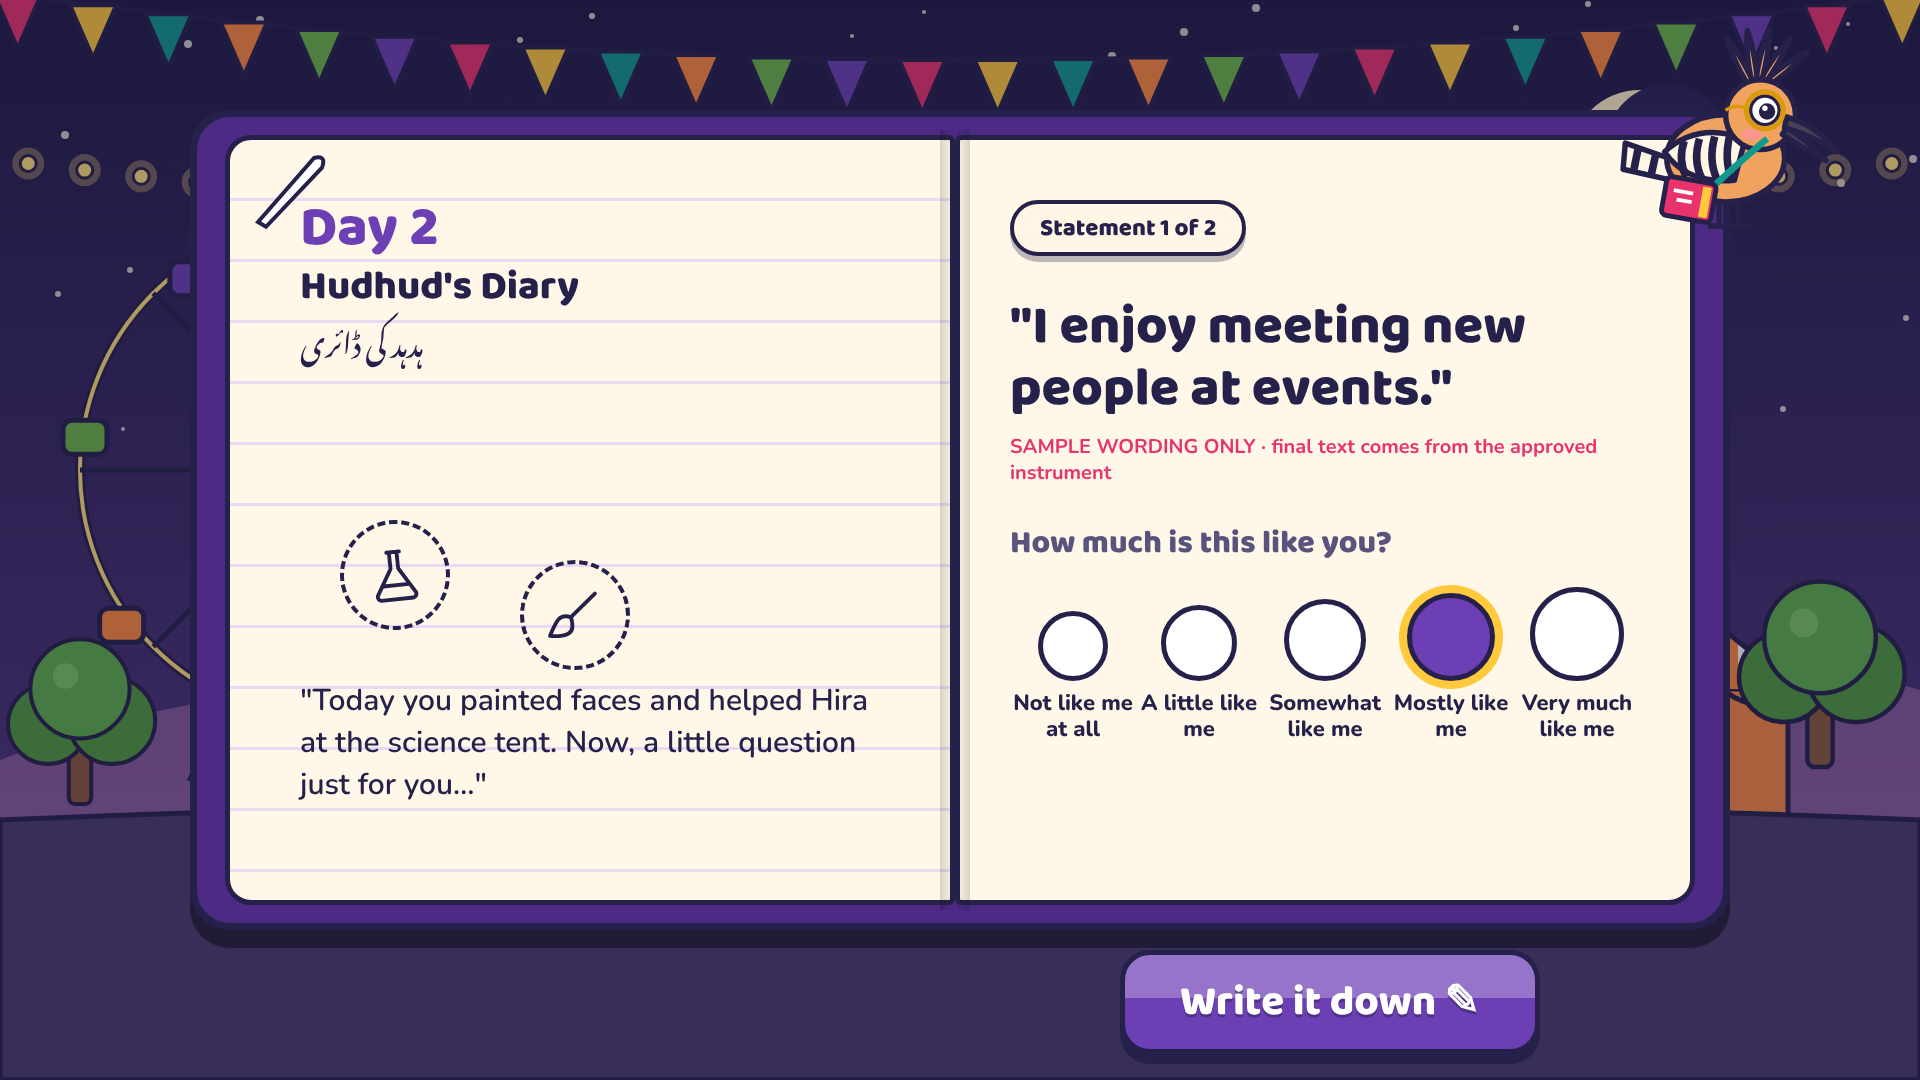 Day 2
Hudhud's Diary
ہدہد کی ڈائری
"Today you painted faces and helped Hira
at the science tent. Now, a little question
just for you..."
Statement 1 of 2
"I enjoy meeting new
people at events."
SAMPLE WORDING ONLY · final text comes from the approved
instrument
How much is this like you?
Not like me
at all
A little like
me
Somewhat
like me
Mostly like
me
Very much
like me
Write it down ✎